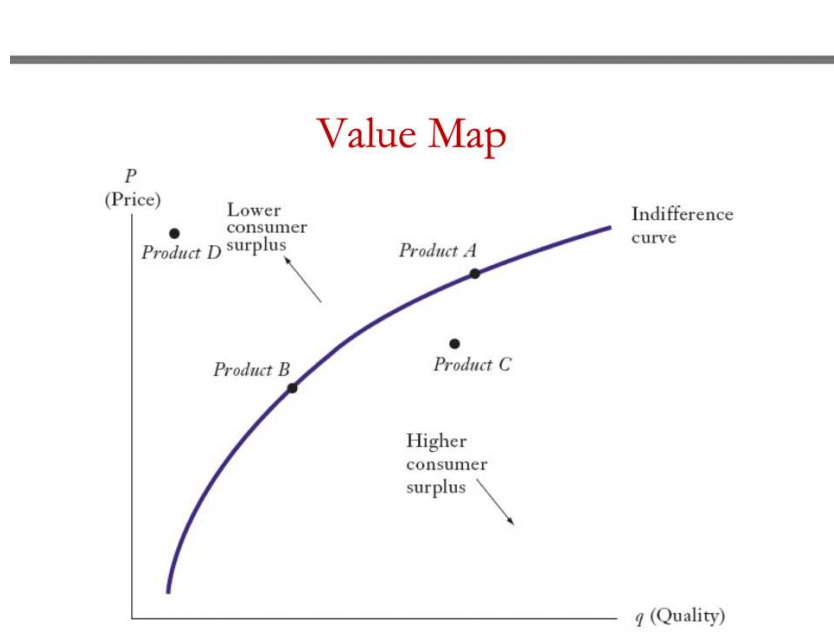 Value Map
P
(Price)
Lower
consumer
surplus
Product D
Product A
Indifference
curve
Product B
Product C
Higher
consumer
surplus
q (Quality)